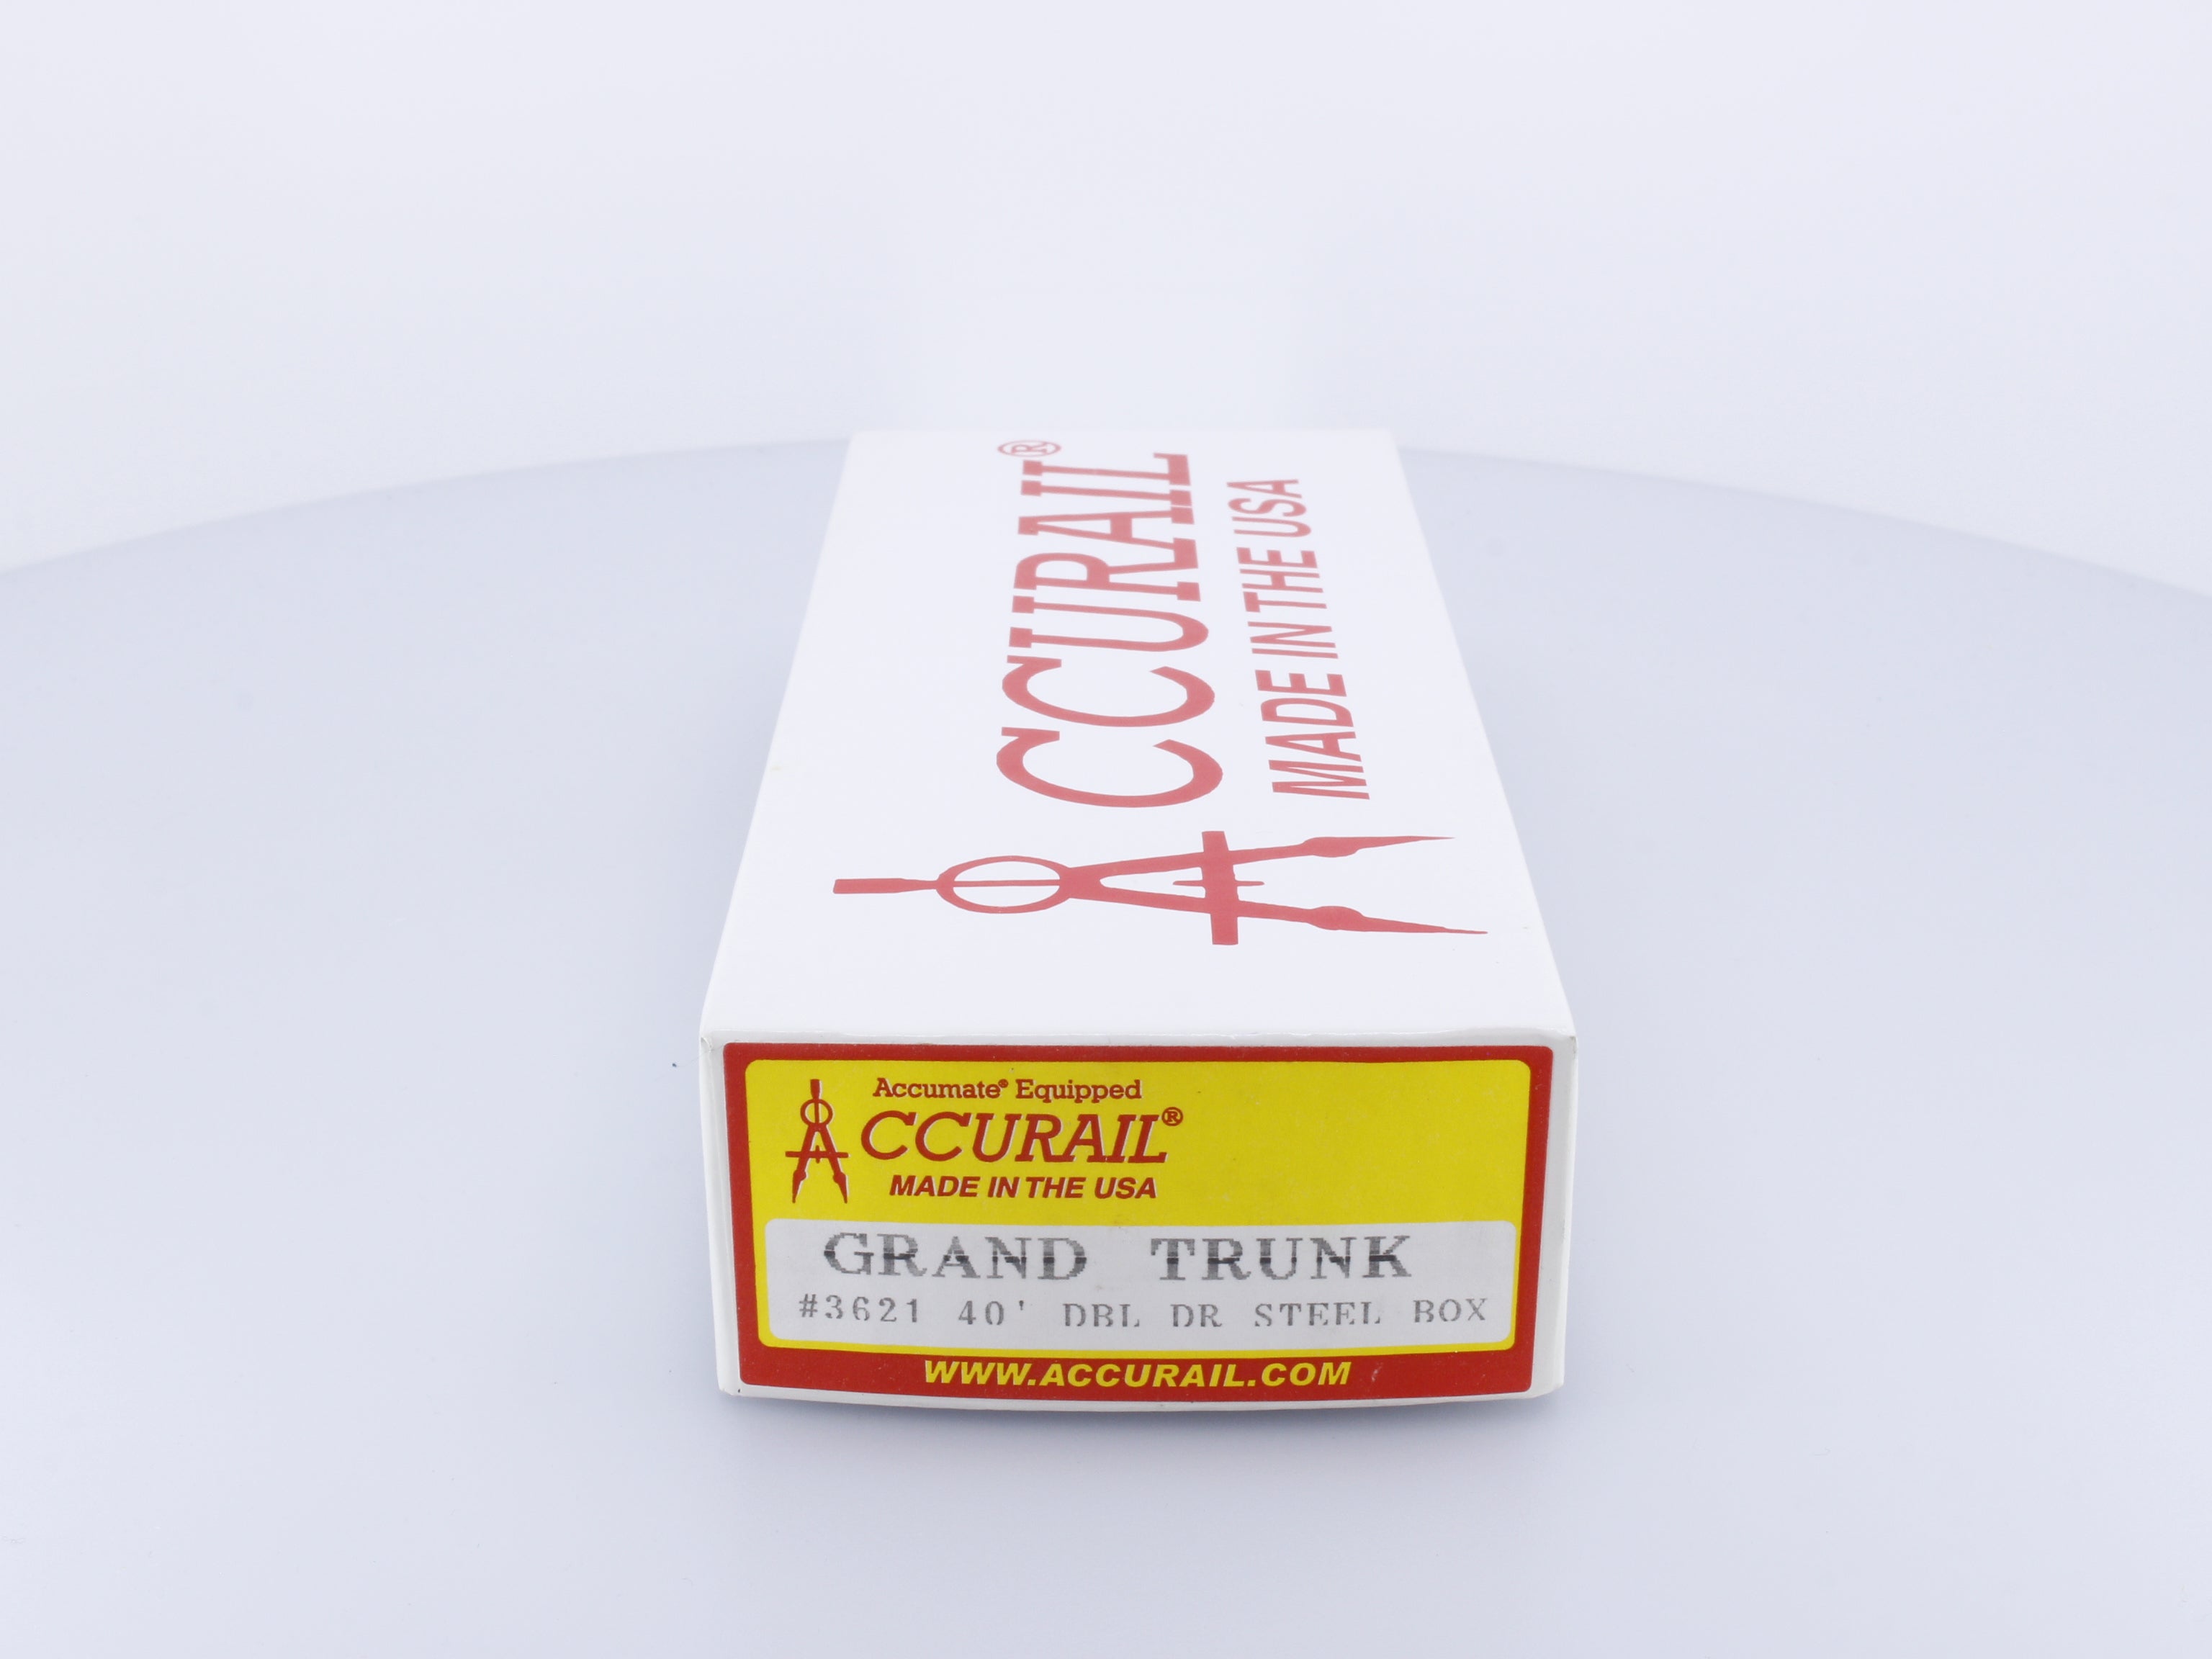 ACCURAIL®
MADE IN THE USA
Accumate® Equipped
ACCURAIL®
MADE IN THE USA
GRAND TRUNK
#3621 40' DBL DR STEEL BOX
WWW.ACCURAIL.COM